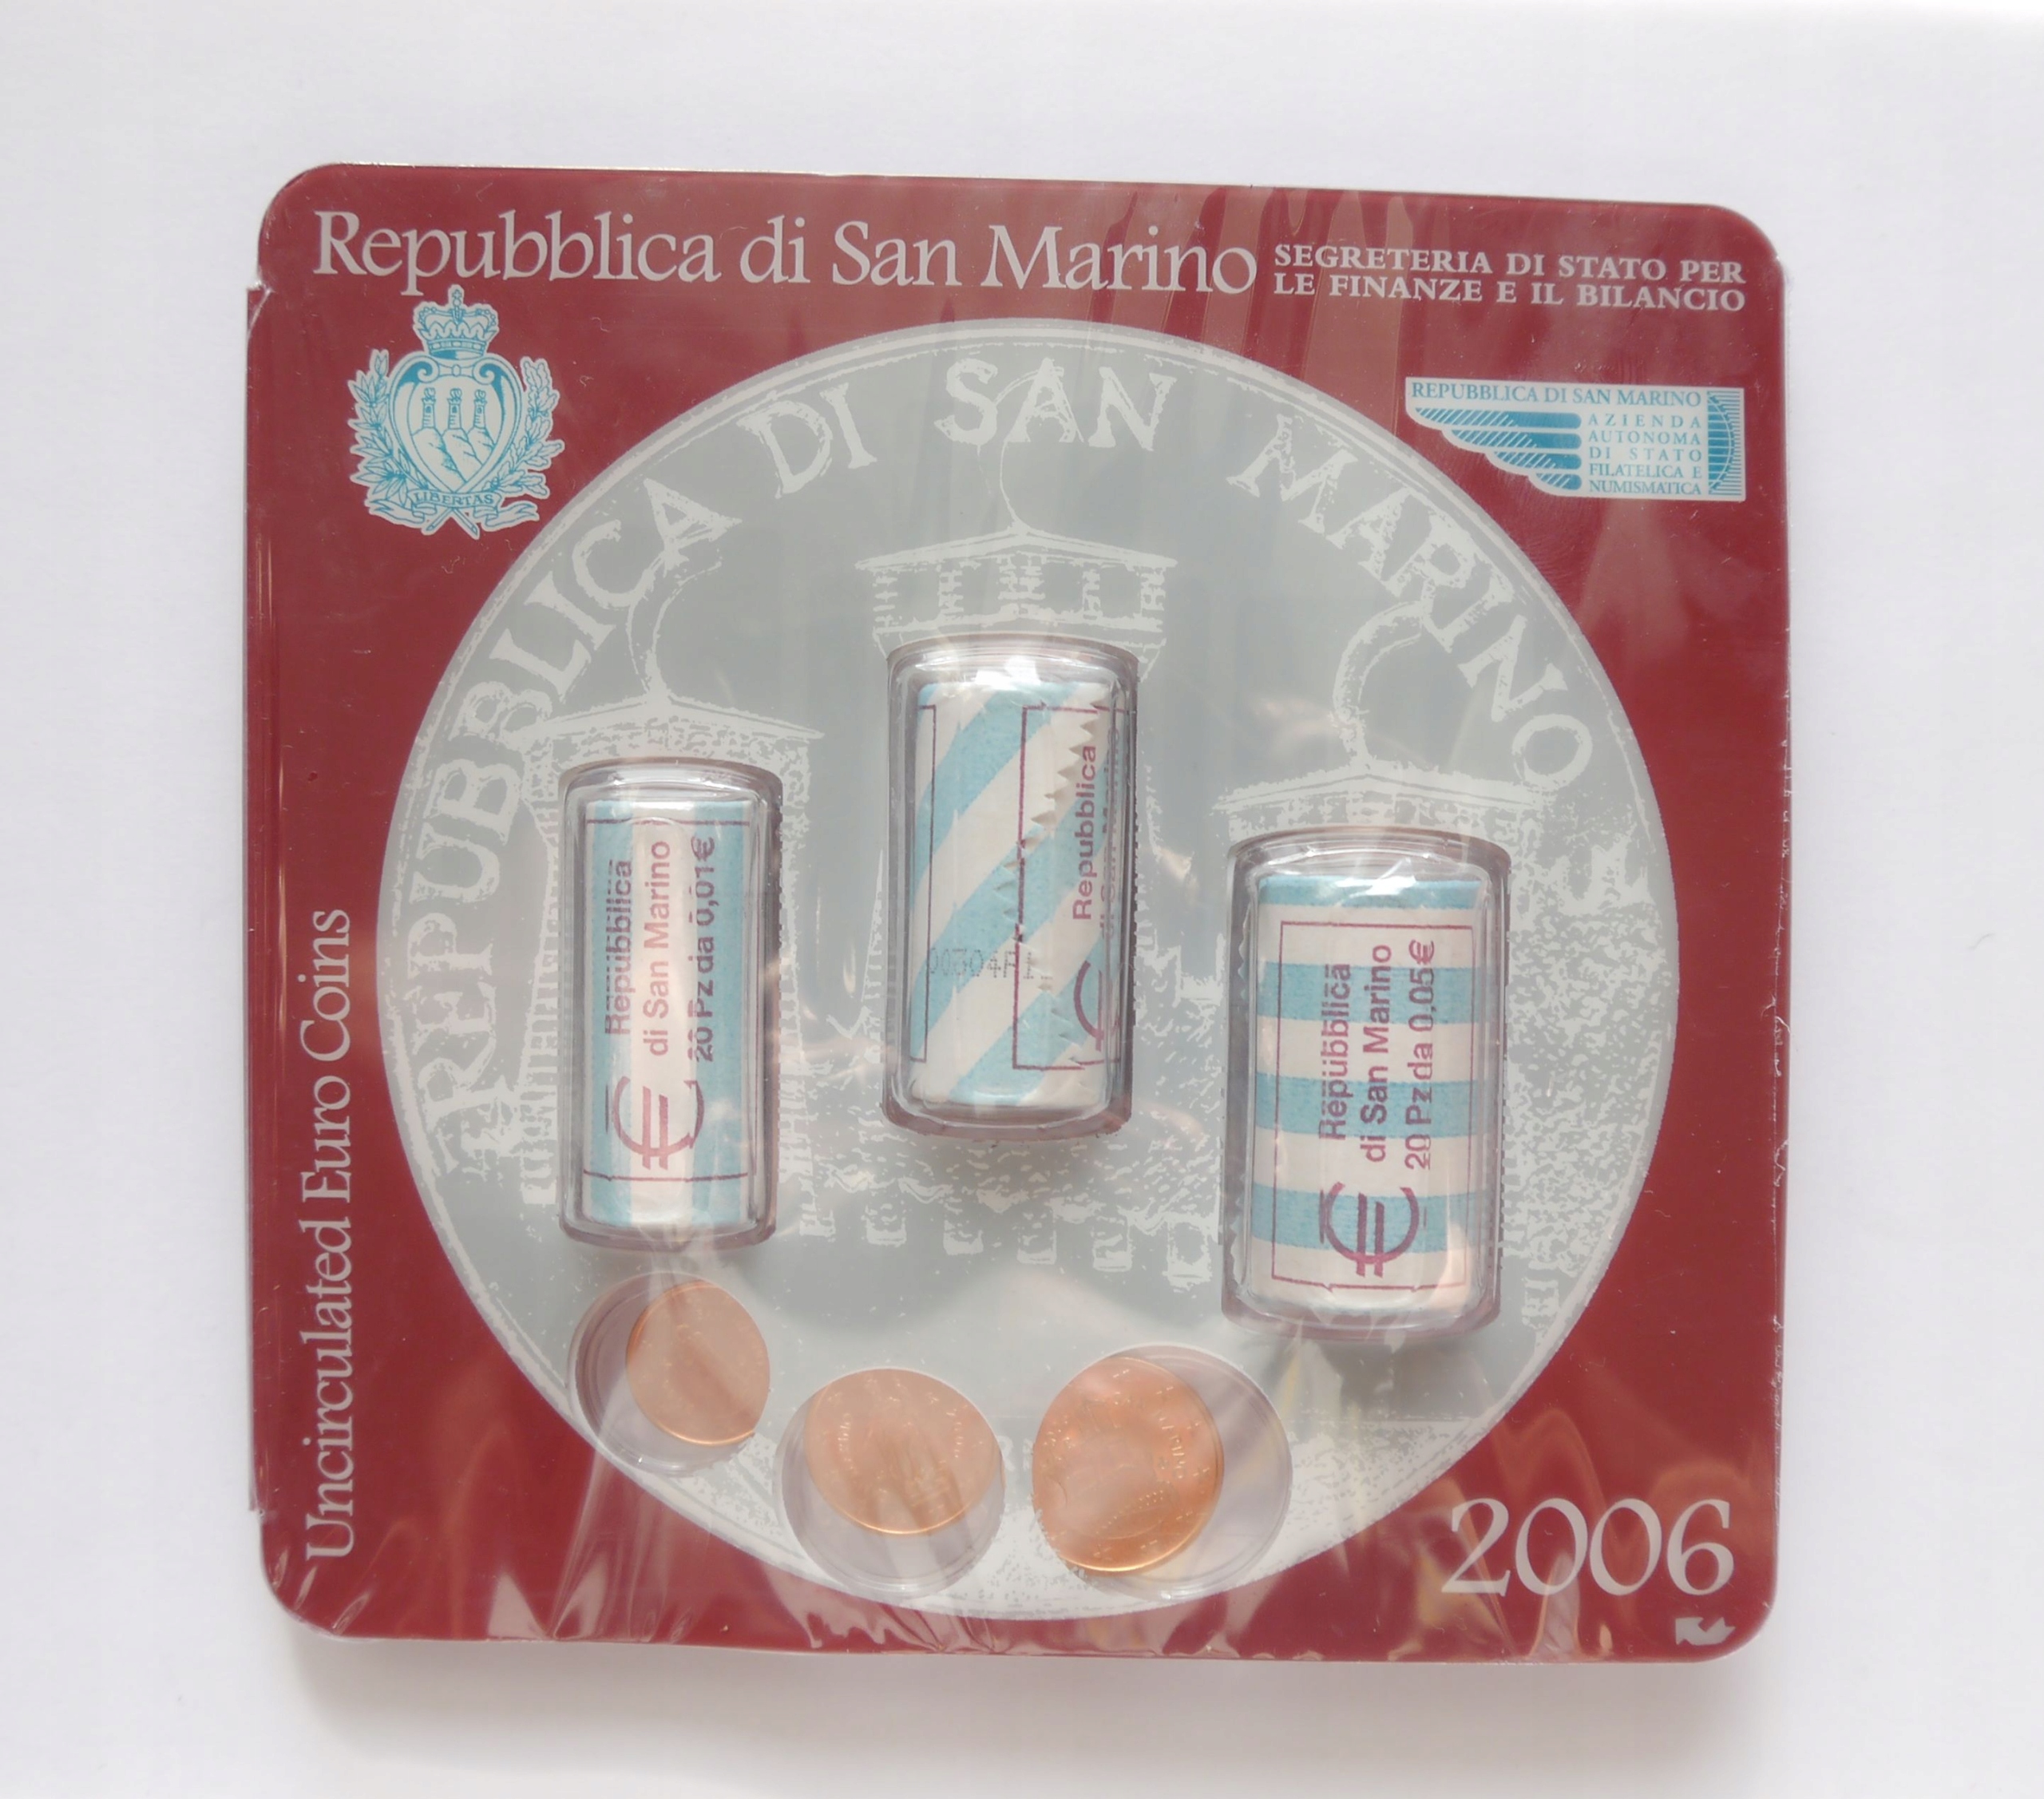 Repubblica di San Marino
SEGRETERIA DI STATO PER
LE FINANZE E IL BILANCIO
LIBERTAS
REPUBBLICA DI SAN MARINO
AZIENDA
AUTONOMA
DI STATO
FILATELICA E
NUMISMATICA
REPUBBLICA DI SAN MARINO
Repubblica
di San Marino
20 Pz da 0,01€
€
Repubblica
€
Repubblica
di San Marino
20 Pz da 0,05€
€
Uncirculated Euro Coins
2006